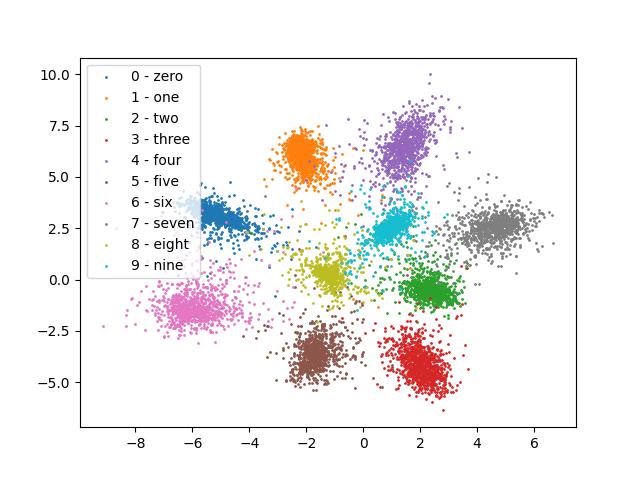 10.0
7.5
5.0
2.5
0.0
−2.5
−5.0
0 - zero
1 - one
2 - two
3 - three
4 - four
5 - five
6 - six
7 - seven
8 - eight
9 - nine
−8 −6 −4 −2 0 2 4 6